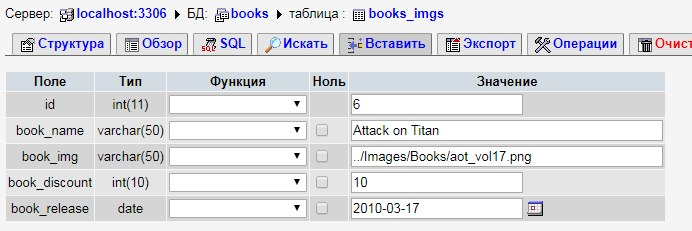 Сервер: localhost:3306 ▶ БД: books ▶ таблица : books_imgs
Структура Обзор SQL Искать Вставить Экспорт Операции Очист
Поле Тип Функция Ноль Значение
id int(11) 6
book_name varchar(50) Attack on Titan
book_img varchar(50) ../Images/Books/aot_vol17.png
book_discount int(10) 10
book_release date 2010-03-17